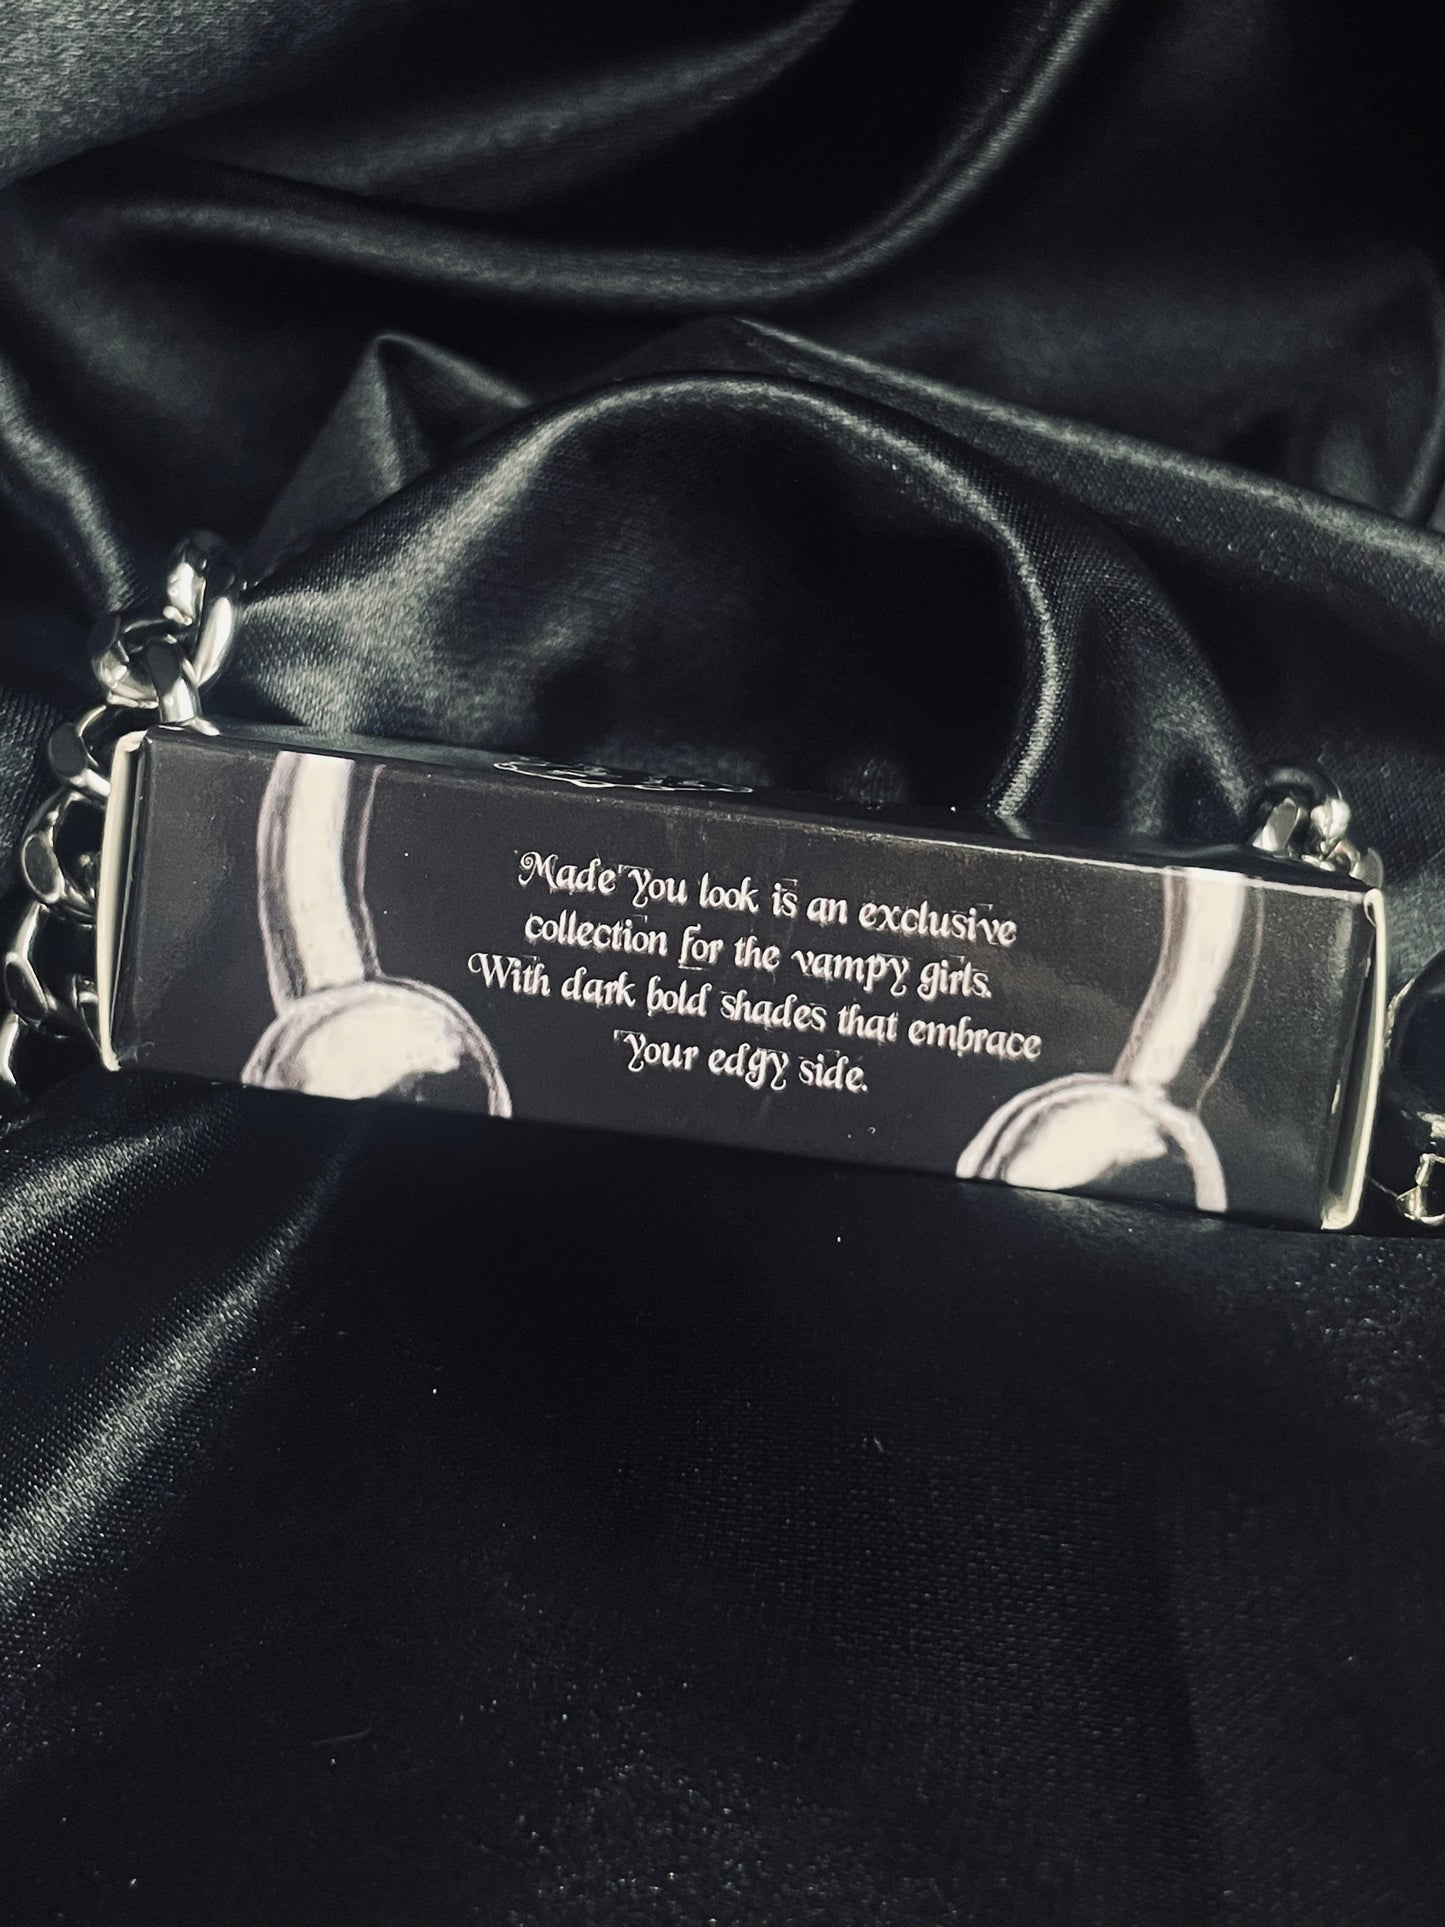 Made You look is an exclusive
collection for the vampy girls.
With dark bold shades that embrace
Your edgy side.